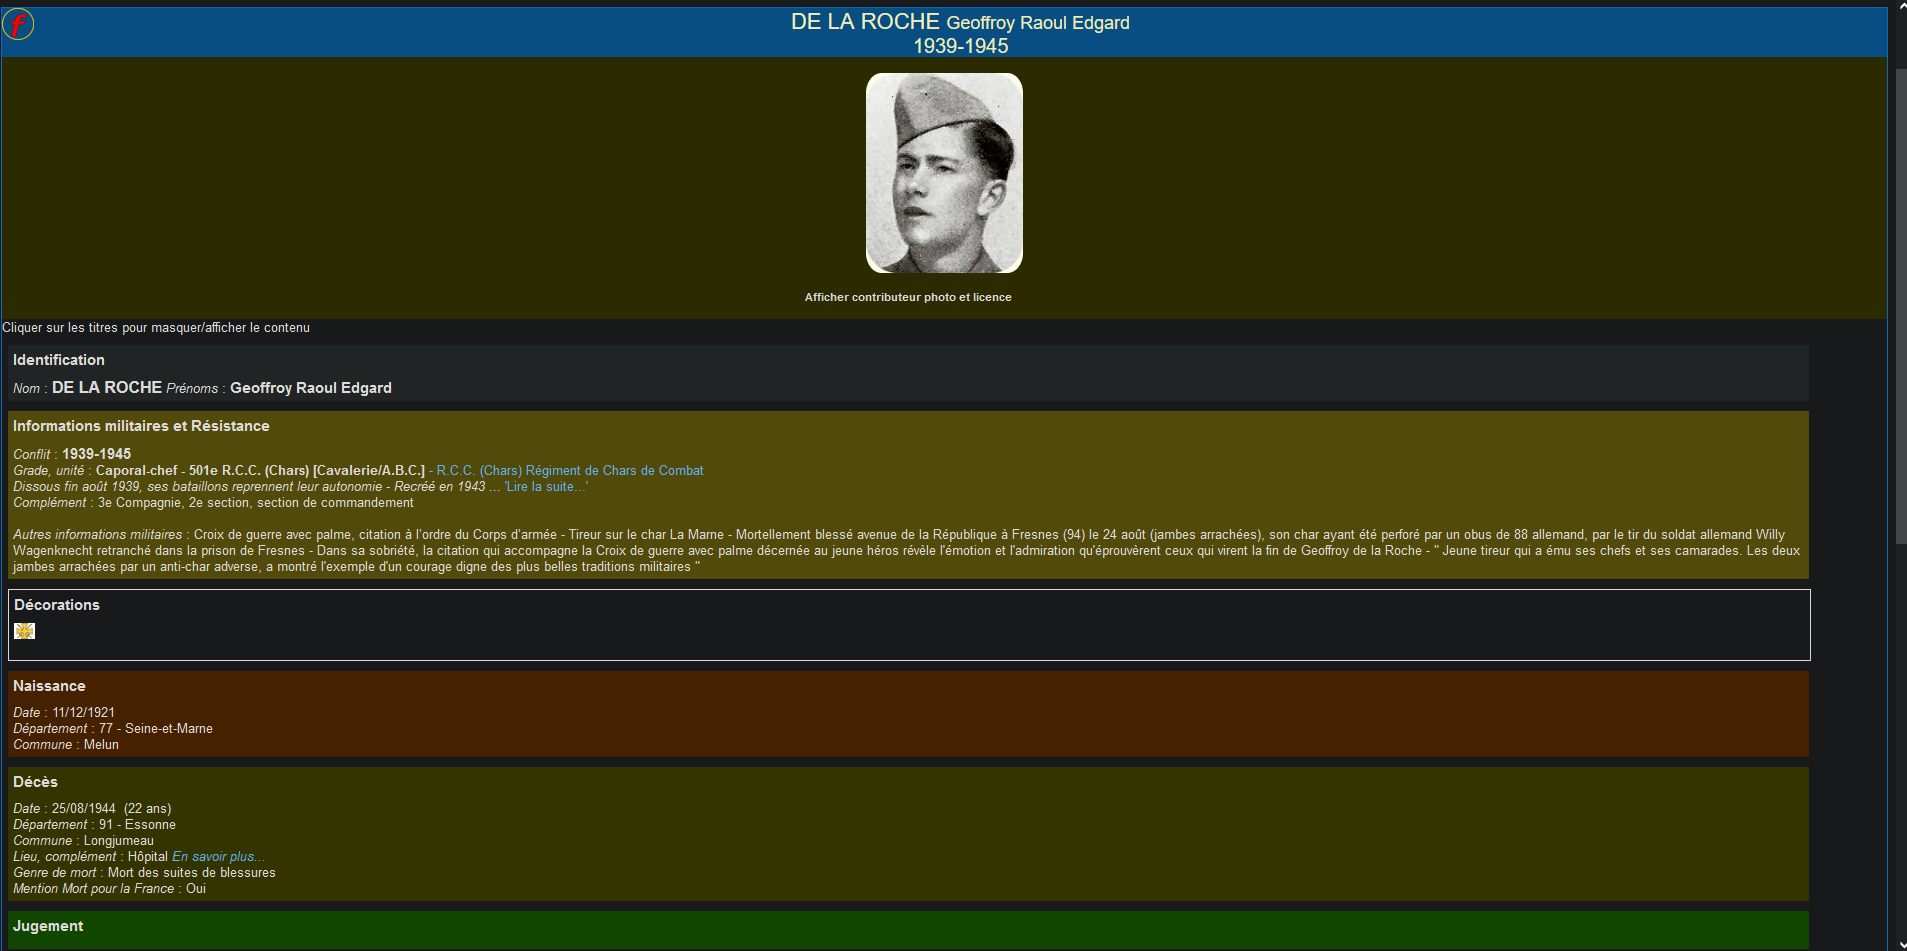 f
DE LA ROCHE Geoffroy Raoul Edgard
1939-1945
Afficher contributeur photo et licence
Cliquer sur les titres pour masquer/afficher le contenu
Identification
Nom : DE LA ROCHE Prénoms : Geoffroy Raoul Edgard
Informations militaires et Résistance
Conflit : 1939-1945
Grade, unité : Caporal-chef - 501e R.C.C. (Chars) [Cavalerie/A.B.C.] - R.C.C. (Chars) Régiment de Chars de Combat
Dissous fin août 1939, ses bataillons reprennent leur autonomie - Recréé en 1943 ... 'Lire la suite...'
Complément : 3e Compagnie, 2e section, section de commandement
Autres informations militaires : Croix de guerre avec palme, citation à l'ordre du Corps d'armée - Tireur sur le char La Marne - Mortellement blessé avenue de la République à Fresnes (94) le 24 août (jambes arrachées), son char ayant été perforé par un obus de 88 allemand, par le tir du soldat allemand Willy
Wagenknecht retranché dans la prison de Fresnes - Dans sa sobriété, la citation qui accompagne la Croix de guerre avec palme décernée au jeune héros révèle l'émotion et l'admiration qu'éprouvèrent ceux qui virent la fin de Geoffroy de la Roche - " Jeune tireur qui a ému ses chefs et ses camarades. Les deux
jambes arrachées par un anti-char adverse, a montré l'exemple d'un courage digne des plus belles traditions militaires "
Décorations
Naissance
Date : 11/12/1921
Département : 77 - Seine-et-Marne
Commune : Melun
Décès
Date : 25/08/1944 (22 ans)
Département : 91 - Essonne
Commune : Longjumeau
Lieu, complément : Hôpital En savoir plus...
Genre de mort : Mort des suites de blessures
Mention Mort pour la France : Oui
Jugement